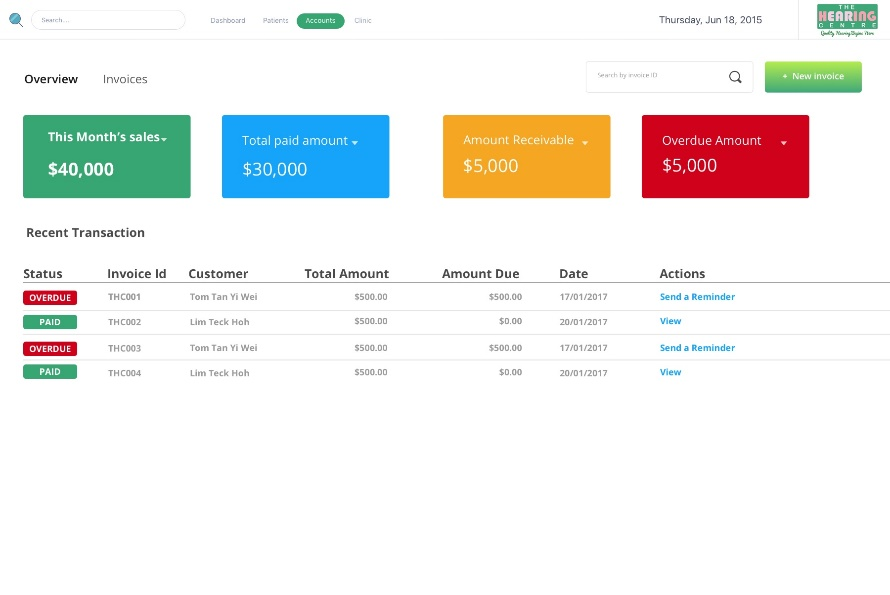 Search....
Dashboard Patients Accounts Clinic
Thursday, Jun 18, 2015
THE
HEARING
CENTRE
Quality Hearing Begins Here
Overview Invoices
Search by invoice ID
+ New invoice
This Month's sales
$40,000
Total paid amount
$30,000
Amount Receivable
$5,000
Overdue Amount
$5,000
Recent Transaction
Status Invoice Id Customer Total Amount Amount Due Date Actions
OVERDUE THC001 Tom Tan Yi Wei $500.00 $500.00 17/01/2017 Send a Reminder
PAID THC002 Lim Teck Hoh $500.00 $0.00 20/01/2017 View
OVERDUE THC003 Tom Tan Yi Wei $500.00 $500.00 17/01/2017 Send a Reminder
PAID THC004 Lim Teck Hoh $500.00 $0.00 20/01/2017 View